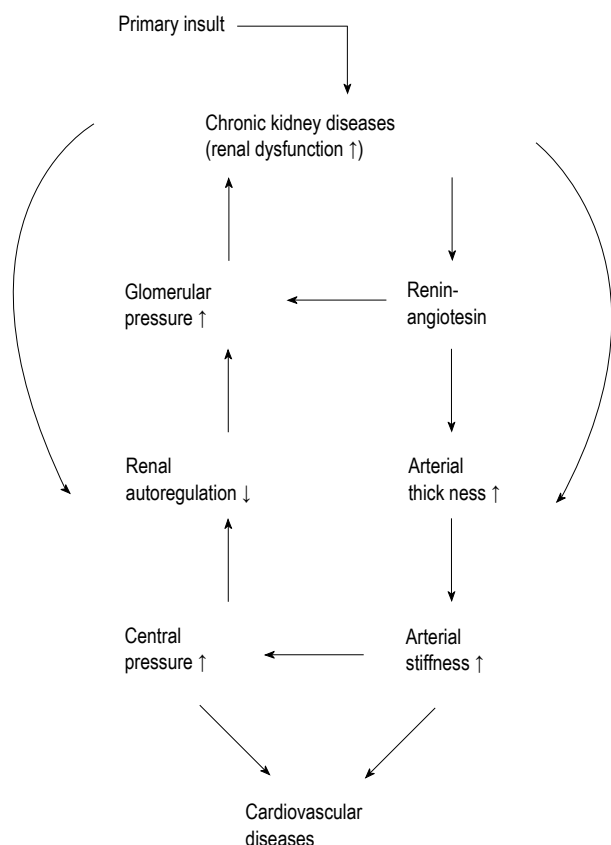 Primary insult
Chronic kidney diseases
(renal dysfunction ↑)
Glomerular
pressure ↑
Renin-
angiotesin
Renal
autoregulation ↓
Arterial
thick ness ↑
Central
pressure ↑
Arterial
stiffness ↑
Cardiovascular
diseases